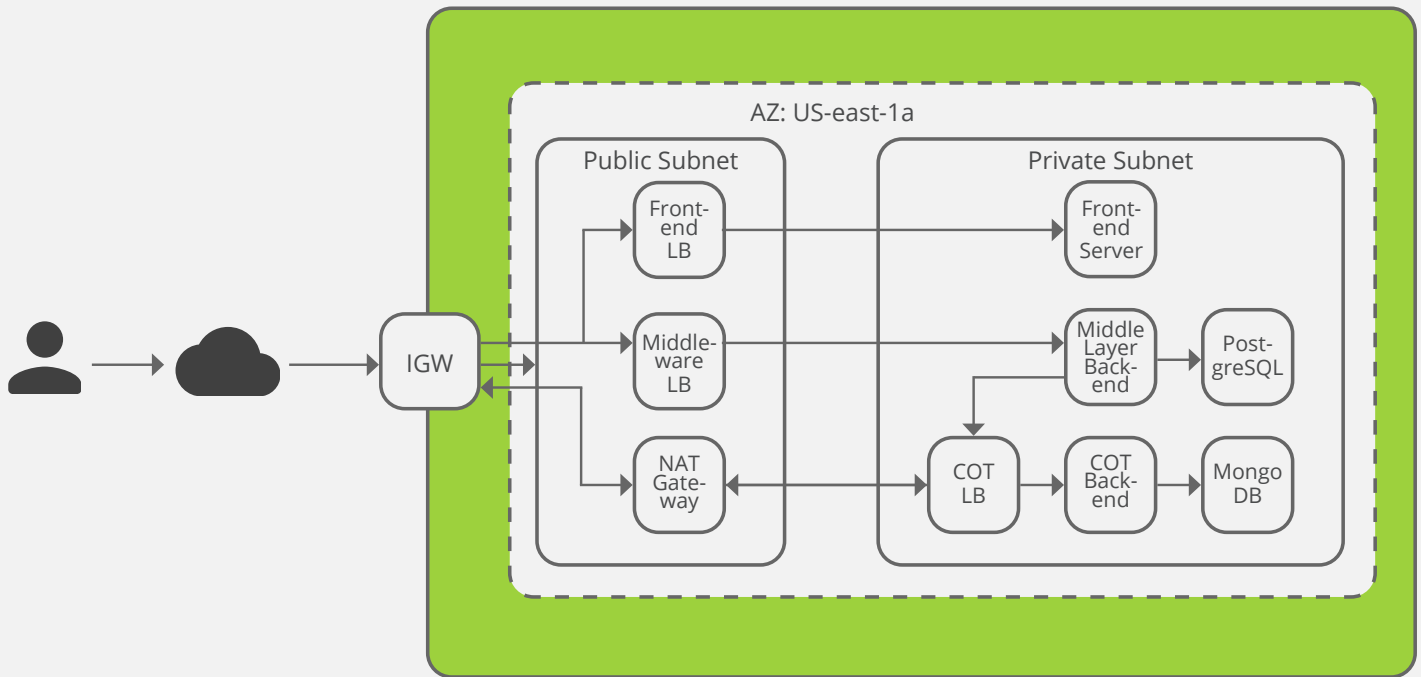 AZ: US-east-1a
Public Subnet
Private Subnet
Front-
end
LB
Front-
end
Server
IGW
Middle-
ware
LB
Middle
Layer
Back-
end
Post-
greSQL
NAT
Gate-
way
COT
LB
COT
Back-
end
Mongo
DB